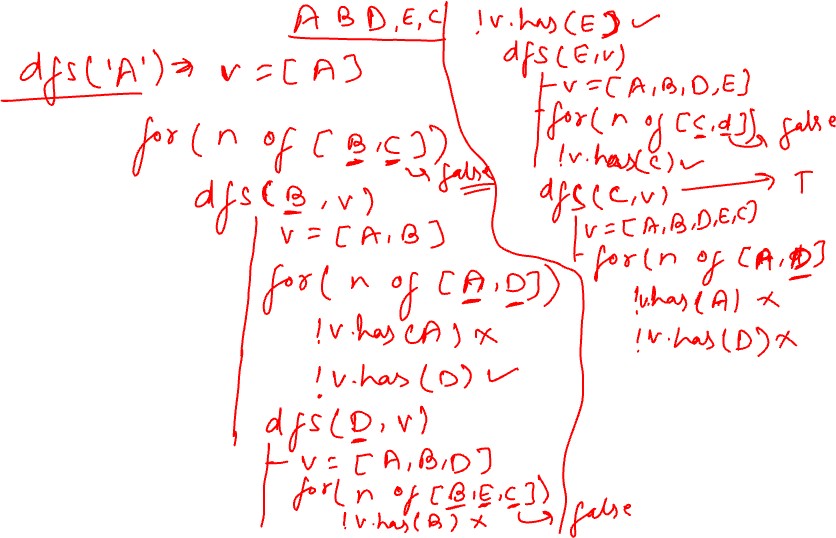 A B D, E, C
dfs('A') → v = [A]
for(n of [B, C])
↳ false
dfs(B, v)
v = [A, B]
for(n of [A, D])
!v.has(A) ×
!v.has(D) ✓
dfs(D, v)
v = [A, B, D]
for(n of [B, E, C]) → false
!v.has(B) ×
!v.has(E) ✓
dfs(E, v)
v = [A, B, D, E]
for(n of [C, d]) → false
!v.has(C) ✓
dfs(C, v) → T
v = [A, B, D, E, C]
for(n of [A, D]
!v.has(A) ×
!v.has(D) ×